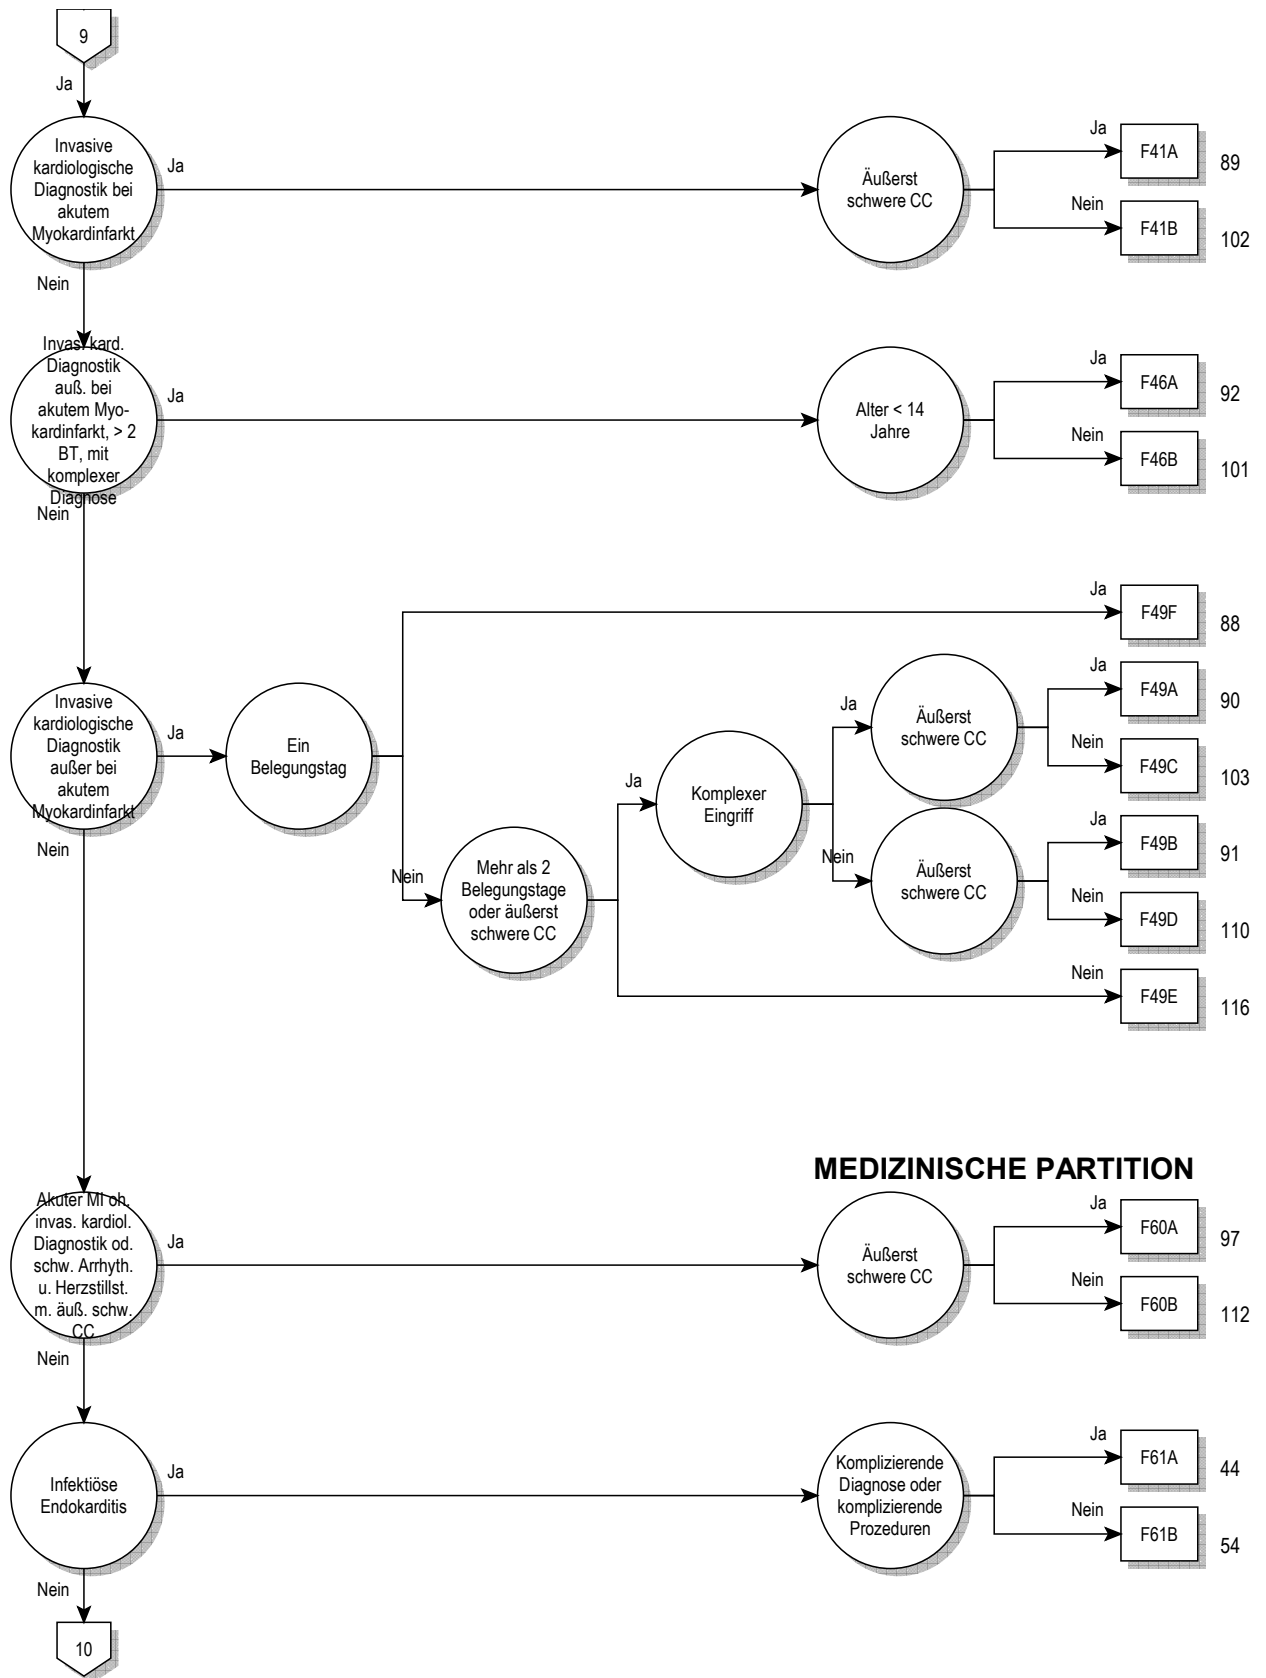 9
Ja
Invasive
kardiologische
Diagnostik bei
akutem
Myokardinfarkt
Ja
Äußerst
schwere CC
Ja
F41A
89
Nein
F41B
102
Nein
Invas. kard.
Diagnostik
auß. bei
akutem Myo-
kardinfarkt, > 2
BT, mit
komplexer
Diagnose
Ja
Alter < 14
Jahre
Ja
F46A
92
Nein
F46B
101
Nein
Invasive
kardiologische
Diagnostik
außer bei
akutem
Myokardinfarkt
Ja
Ein
Belegungstag
Ja
F49F
88
Nein
Mehr als 2
Belegungstage
oder äußerst
schwere CC
Ja
Komplexer
Eingriff
Ja
Äußerst
schwere CC
Ja
F49A
90
Nein
F49C
103
Nein
Äußerst
schwere CC
Ja
F49B
91
Nein
F49D
110
Nein
F49E
116
Nein
MEDIZINISCHE PARTITION
Akuter MI oh.
invas. kardiol.
Diagnostik od.
schw. Arrhyth.
u. Herzstillst.
m. äuß. schw.
CC
Ja
Äußerst
schwere CC
Ja
F60A
97
Nein
F60B
112
Nein
Infektiöse
Endokarditis
Ja
Komplizierende
Diagnose oder
komplizierende
Prozeduren
Ja
F61A
44
Nein
F61B
54
Nein
10